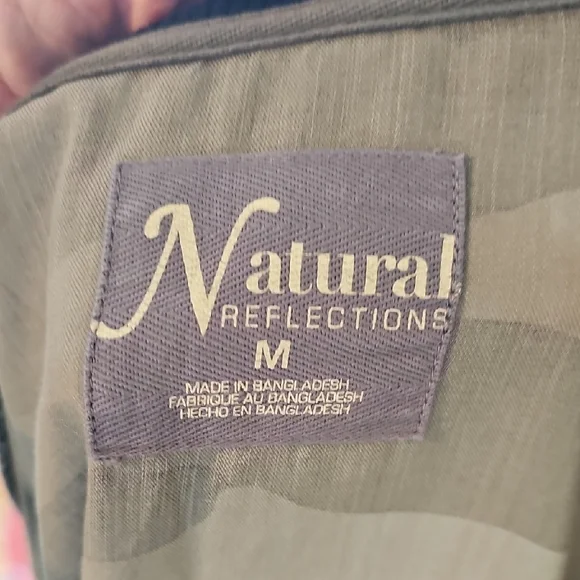 Natural
REFLECTIONS
M
MADE IN BANGLADESH
FABRIQUE AU BANGLADESH
HECHO EN BANGLADESH